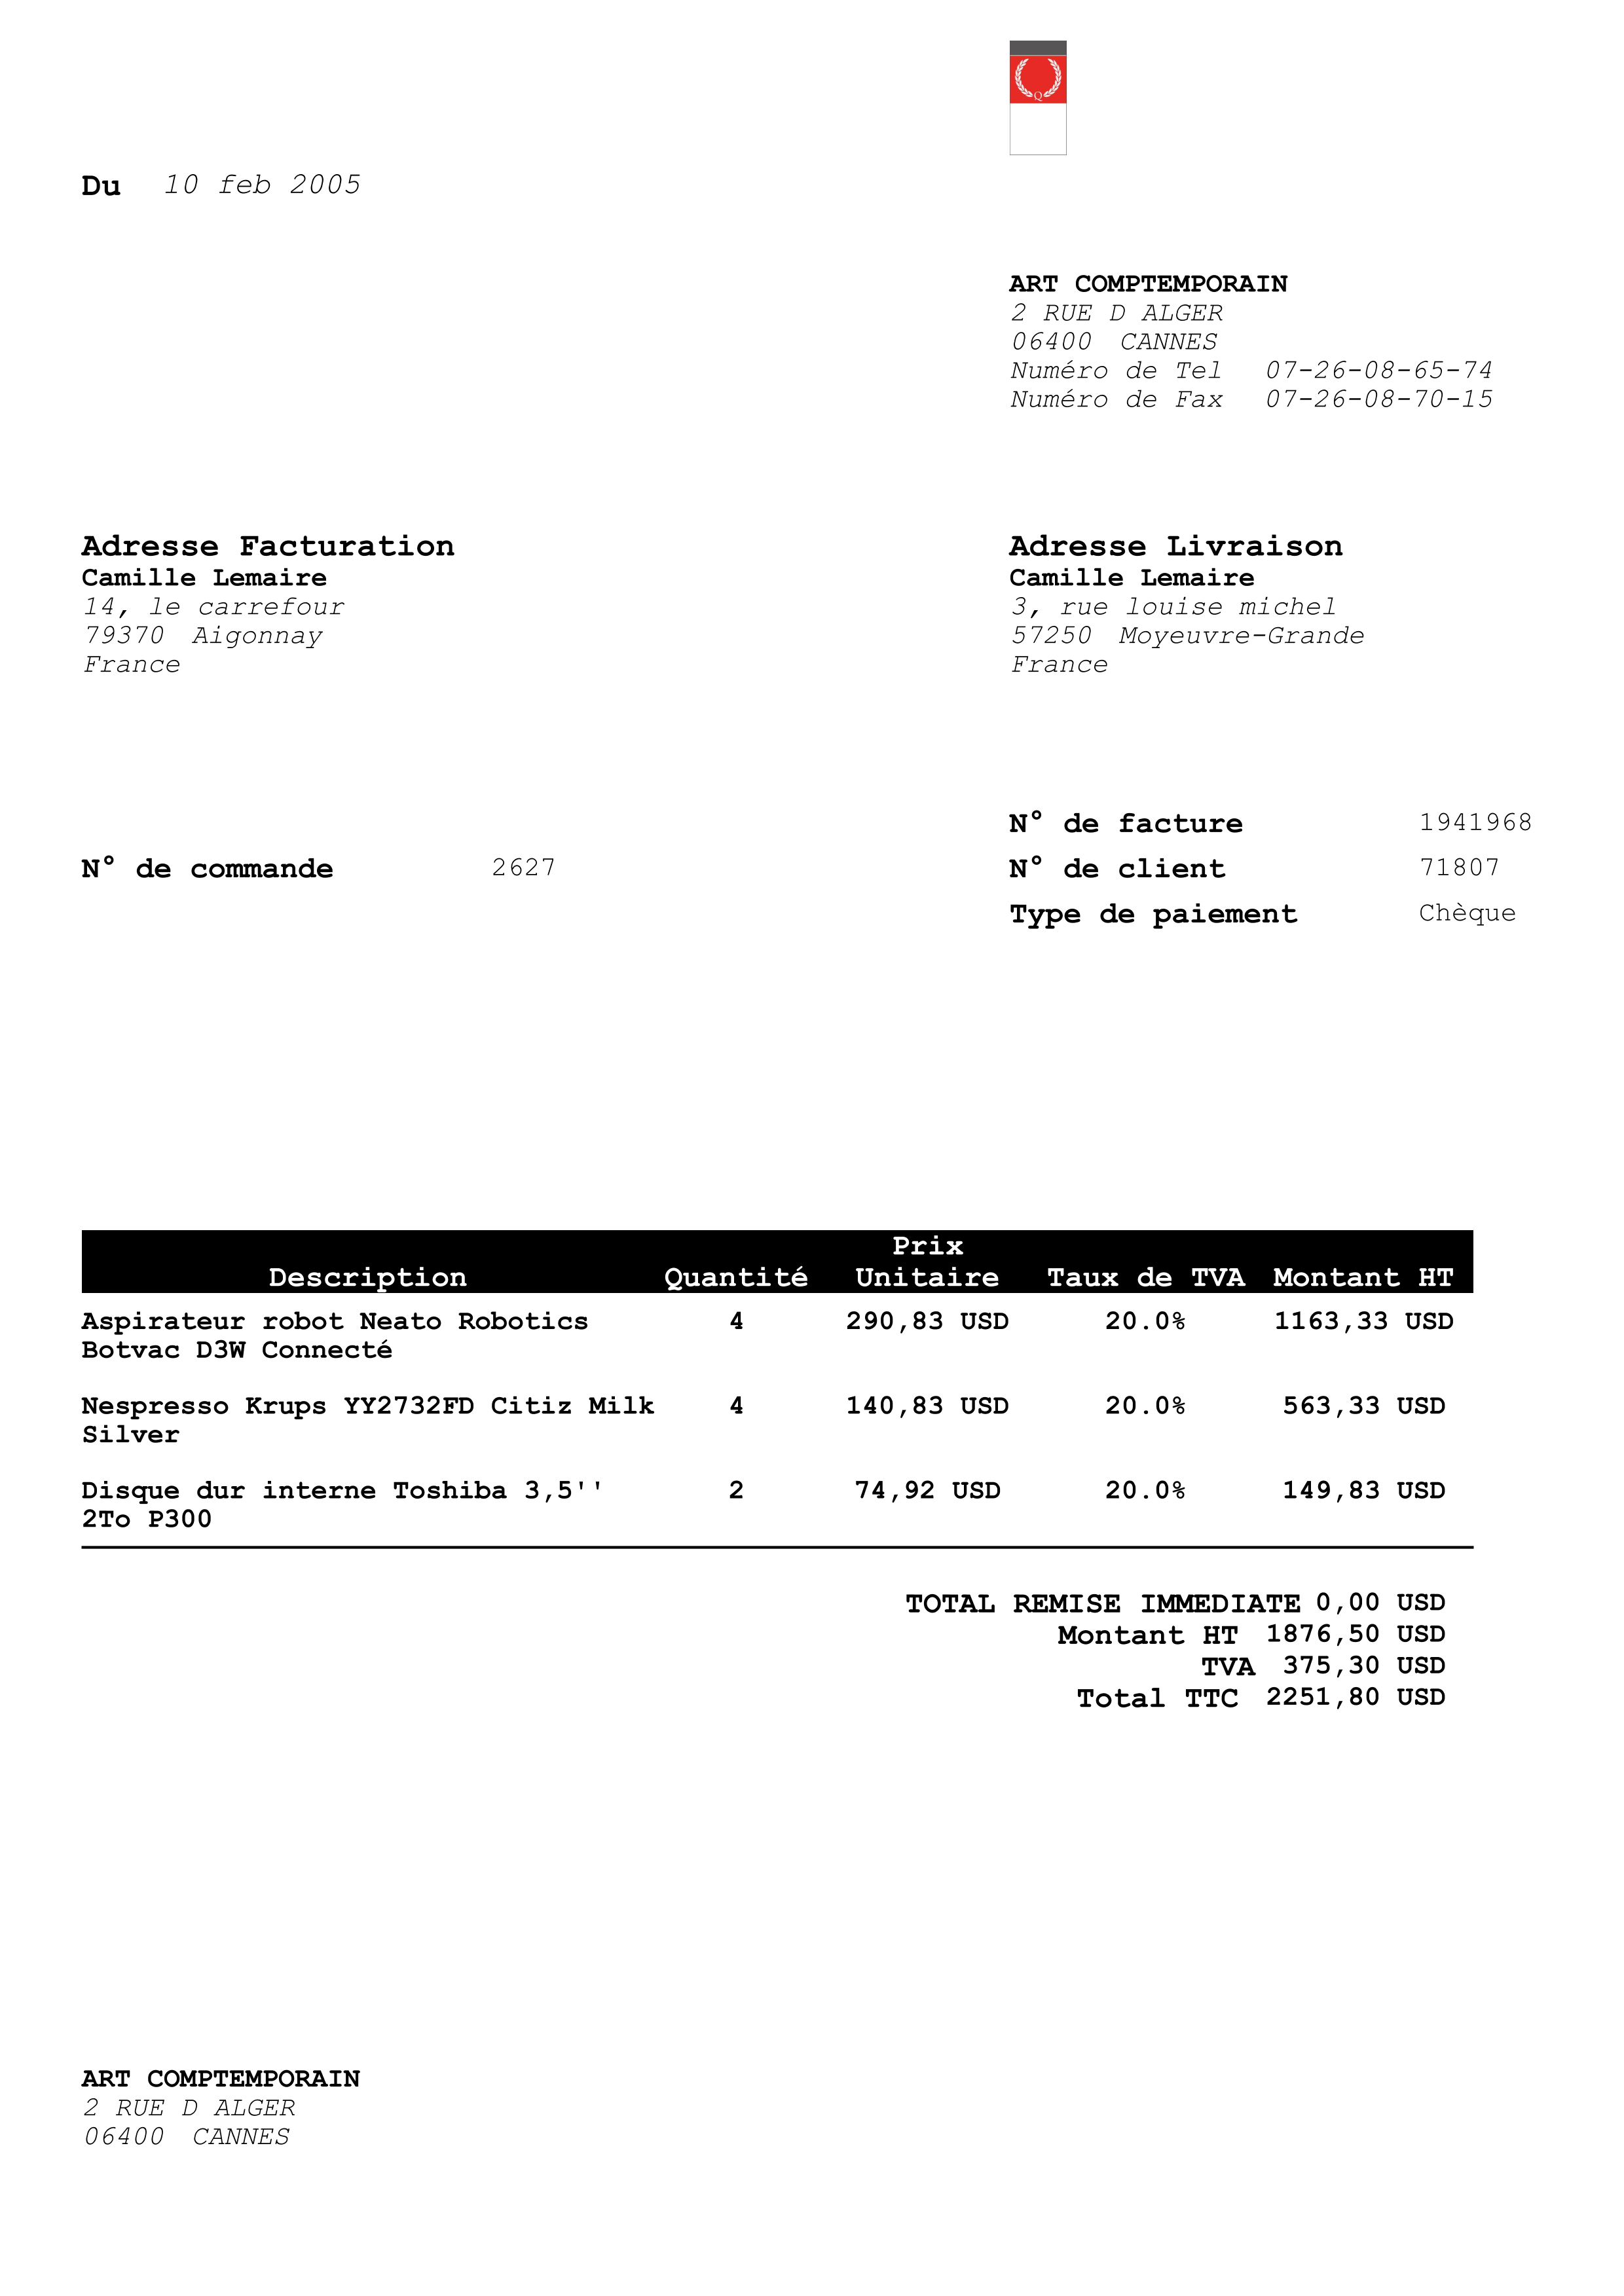 Q
Du 10 feb 2005
ART COMPTEMPORAIN
2 RUE D ALGER
06400 CANNES
Numéro de Tel 07-26-08-65-74
Numéro de Fax 07-26-08-70-15
Adresse Facturation
Camille Lemaire
14, le carrefour
79370 Aigonnay
France
Adresse Livraison
Camille Lemaire
3, rue louise michel
57250 Moyeuvre-Grande
France
N° de commande 2627
N° de facture 1941968
N° de client 71807
Type de paiement Chèque
Description Quantité Prix Unitaire Taux de TVA Montant HT
Aspirateur robot Neato Robotics 4 290,83 USD 20.0% 1163,33 USD
Botvac D3W Connecté
Nespresso Krups YY2732FD Citiz Milk 4 140,83 USD 20.0% 563,33 USD
Silver
Disque dur interne Toshiba 3,5'' 2 74,92 USD 20.0% 149,83 USD
2To P300
TOTAL REMISE IMMEDIATE 0,00 USD
Montant HT 1876,50 USD
TVA 375,30 USD
Total TTC 2251,80 USD
ART COMPTEMPORAIN
2 RUE D ALGER
06400 CANNES